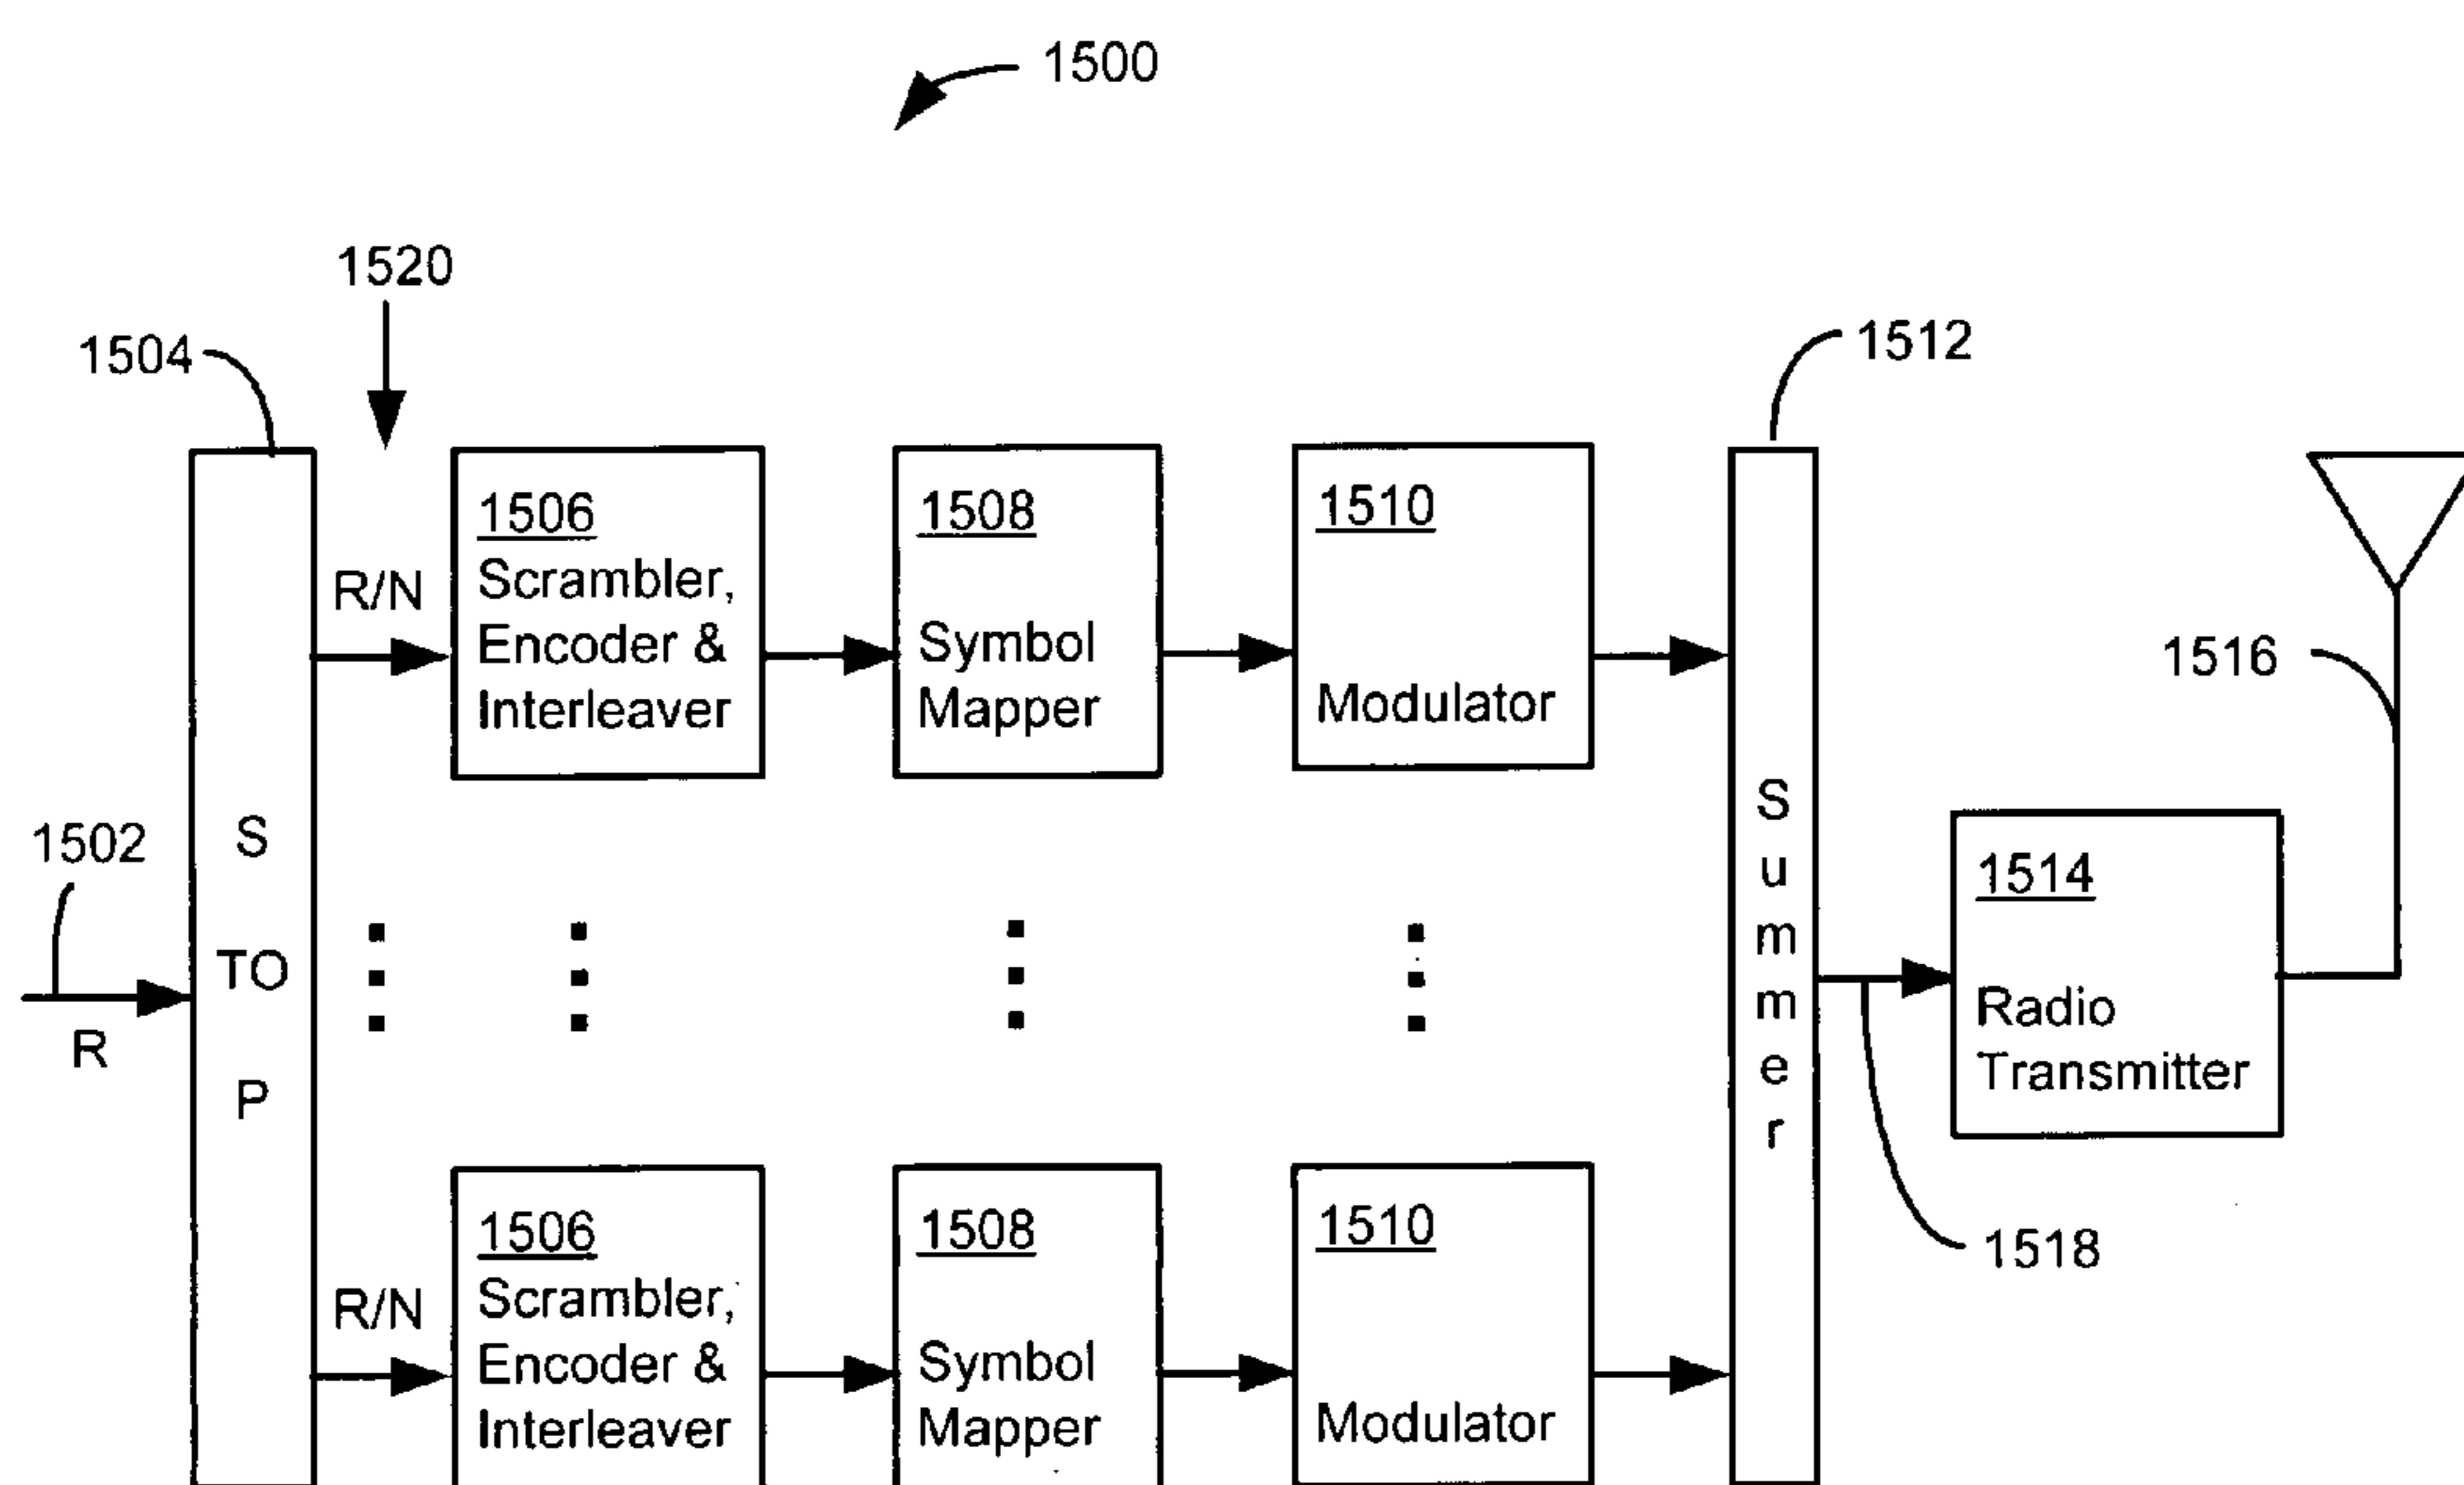 1500
1520
1504
1512
1506
Scrambler,
Encoder &
Interleaver
1508
Symbol
Mapper
1510
Modulator
R/N
1516
1502
R
S
TO
P
Summer
1514
Radio
Transmitter
1518
R/N
1506
Scrambler,
Encoder &
Interleaver
1508
Symbol
Mapper
1510
Modulator